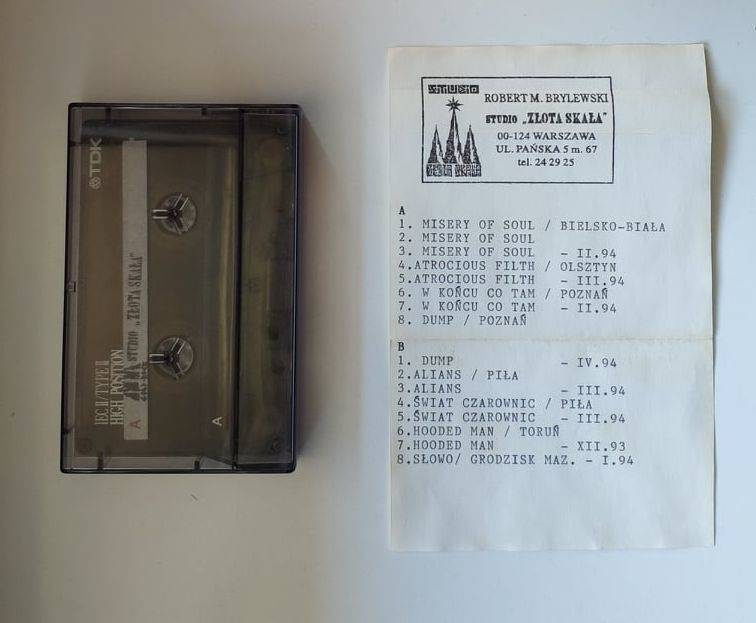 TDK
STUDIO „ZŁOTA SKAŁA"
IEC II/TYPE II
HIGH POSITION
A
A
STUDIO
ZŁOTA SKAŁA
ROBERT M. BRYLEWSKI
STUDIO „ZŁOTA SKAŁA"
00-124 WARSZAWA
UL. PAŃSKA 5 m. 67
tel. 24 29 25
A
1. MISERY OF SOUL / BIELSKO-BIAŁA
2. MISERY OF SOUL
3. MISERY OF SOUL - II.94
4.ATROCIOUS FILTH / OLSZTYN
5.ATROCIOUS FILTH - III.94
6. W KOŃCU CO TAM / POZNAŃ
7. W KOŃCU CO TAM - II.94
8. DUMP / POZNAŃ
B
1. DUMP - IV.94
2.ALIANS / PIŁA
3.ALIANS - III.94
4.ŚWIAT CZAROWNIC / PIŁA
5.ŚWIAT CZAROWNIC - III.94
6.HOODED MAN / TORUŃ
7.HOODED MAN - XII.93
8.SŁOWO/ GRODZISK MAZ. - I.94